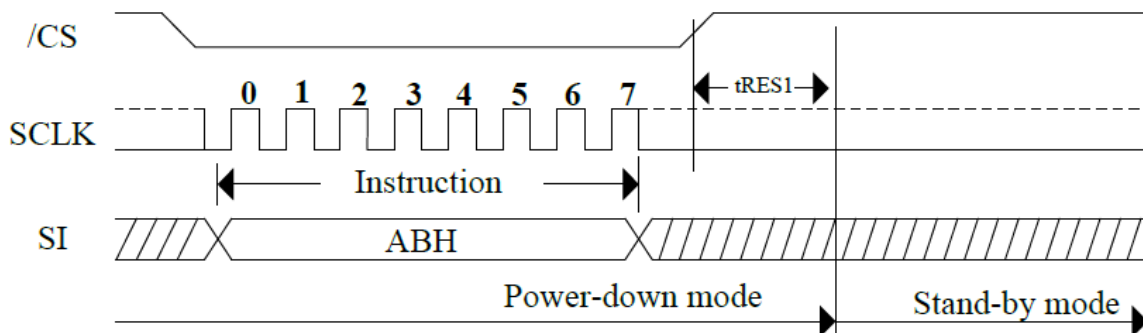 /CS
tRES1
0 1 2 3 4 5 6 7
SCLK
Instruction
SI
ABH
Power-down mode
Stand-by mode